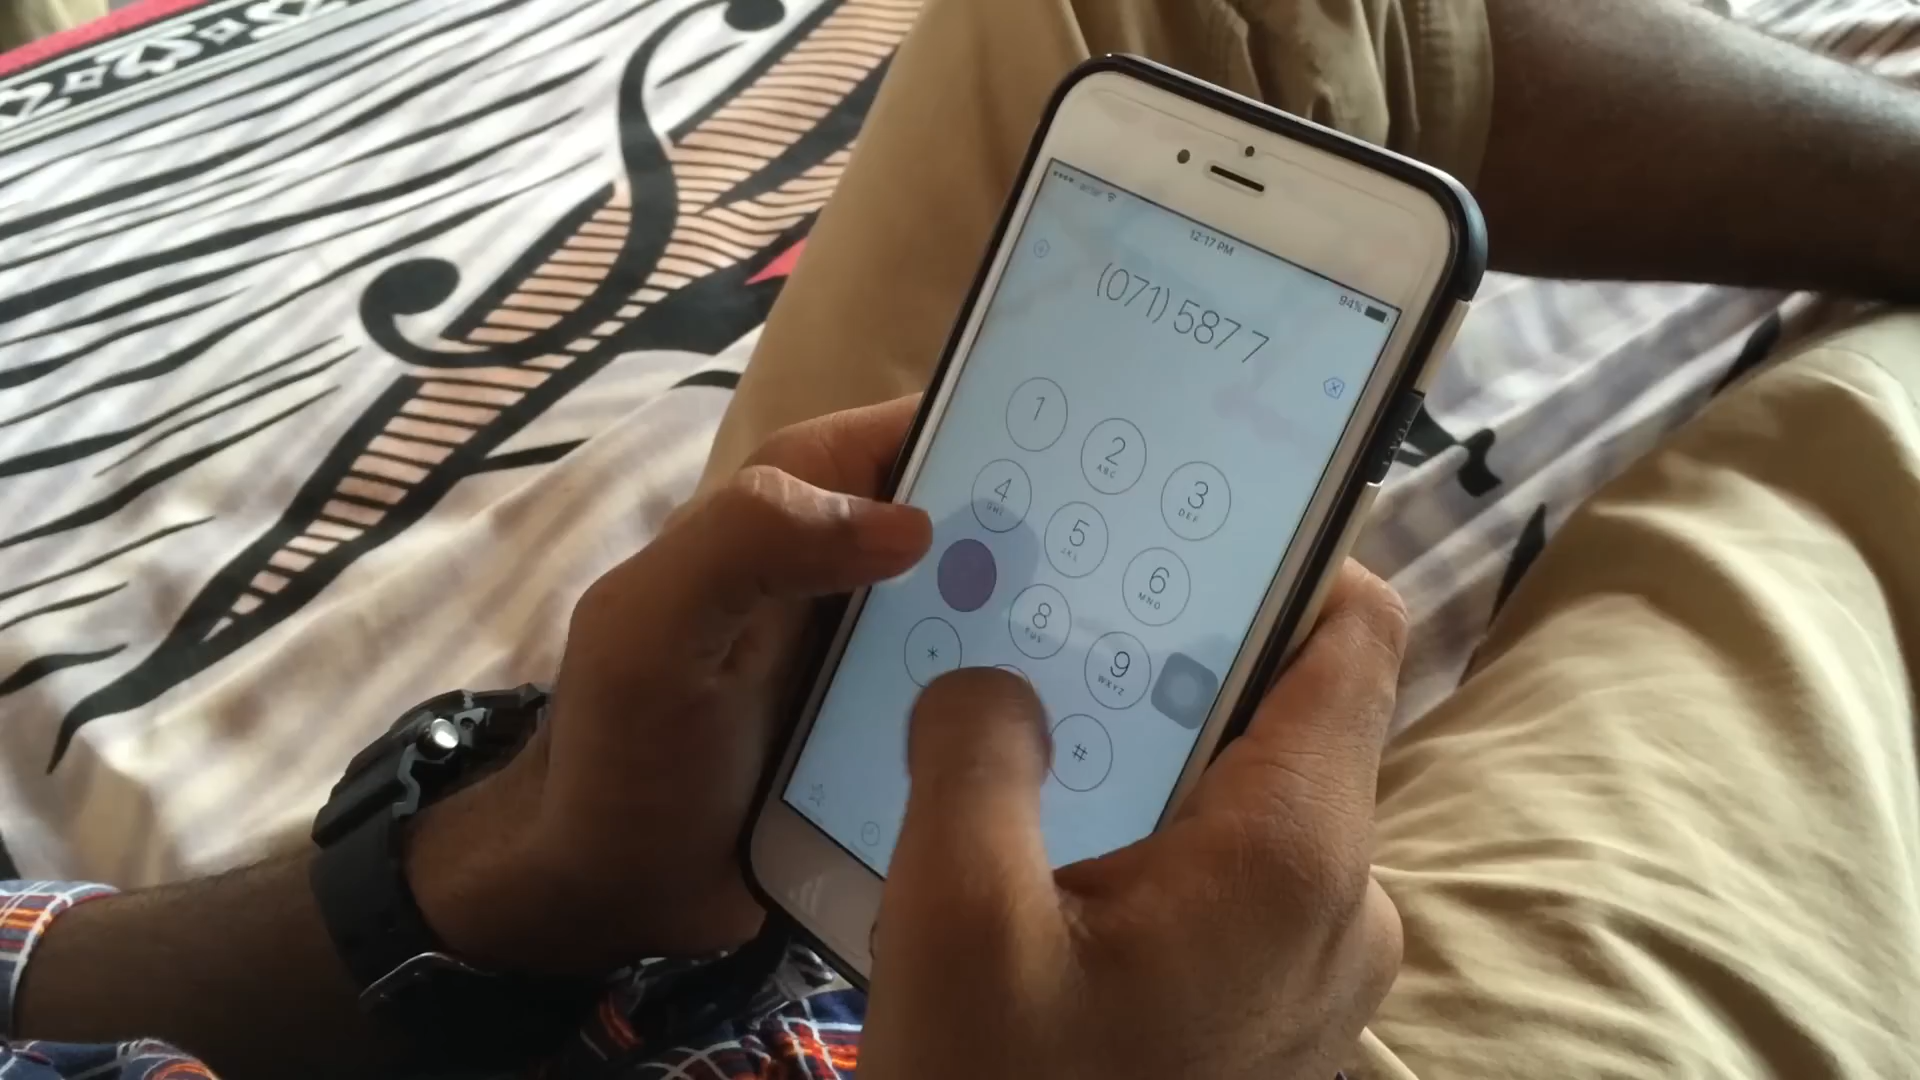 12:17 PM
94%
(071) 587 7
1
2
ABC
3
DEF
4
GHI
5
JKL
6
MNO
8
TUV
9
WXYZ
*
#